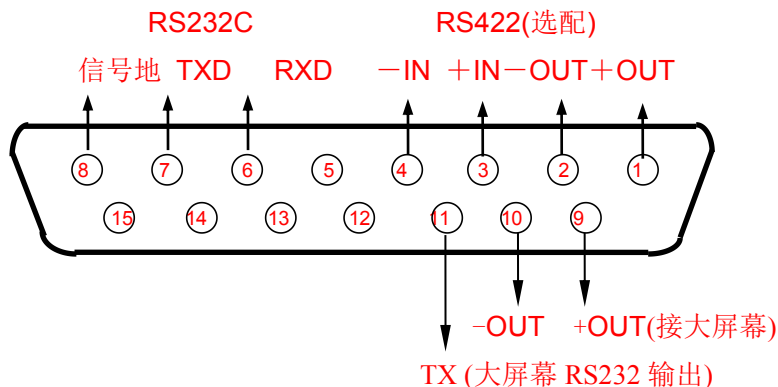 RS232C RS422(选配)
信号地 TXD RXD －IN ＋IN－OUT＋OUT
8 7 6 5 4 3 2 1
15 14 13 12 11 10 9
-OUT +OUT(接大屏幕)
TX (大屏幕 RS232 输出)